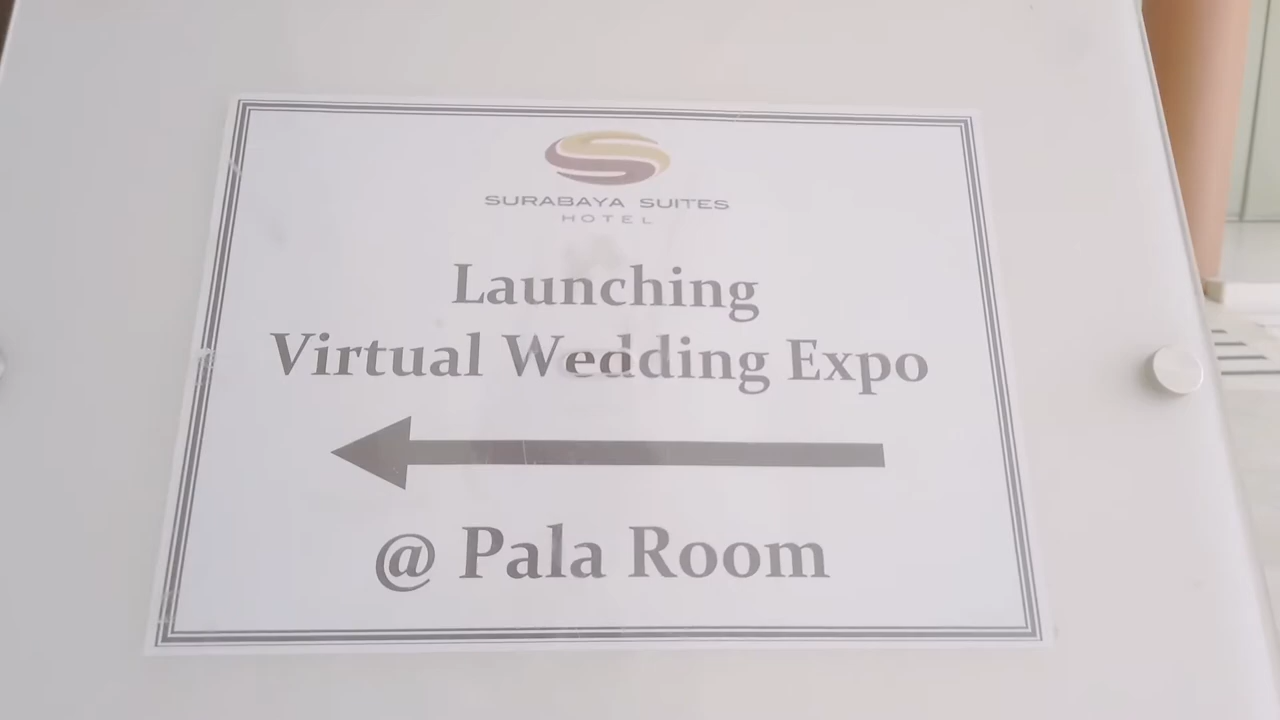 SURABAYA SUITES
HOTEL
Launching
Virtual Wedding Expo
@ Pala Room